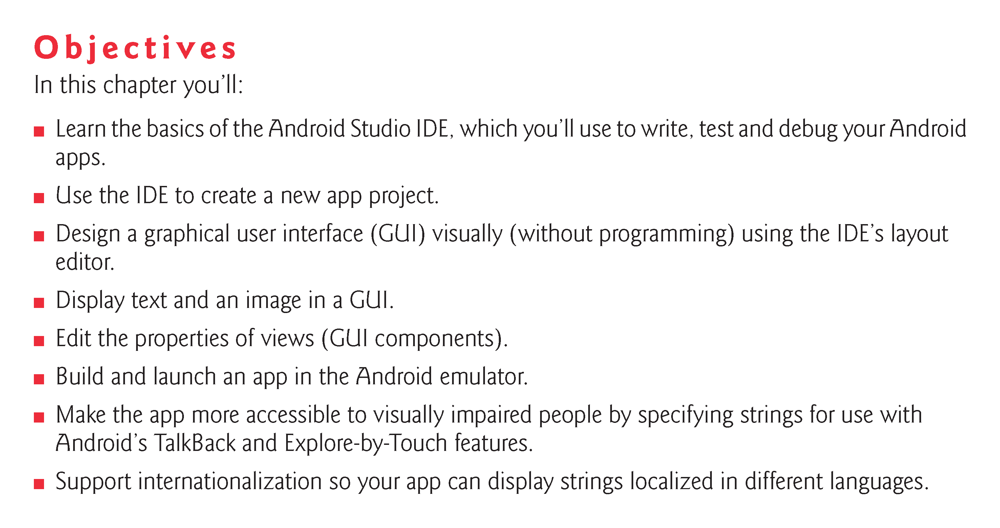 Objectives
In this chapter you’ll:
■ Learn the basics of the Android Studio IDE, which you’ll use to write, test and debug your Android
apps.
■ Use the IDE to create a new app project.
■ Design a graphical user interface (GUI) visually (without programming) using the IDE’s layout
editor.
■ Display text and an image in a GUI.
■ Edit the properties of views (GUI components).
■ Build and launch an app in the Android emulator.
■ Make the app more accessible to visually impaired people by specifying strings for use with
Android’s TalkBack and Explore-by-Touch features.
■ Support internationalization so your app can display strings localized in different languages.